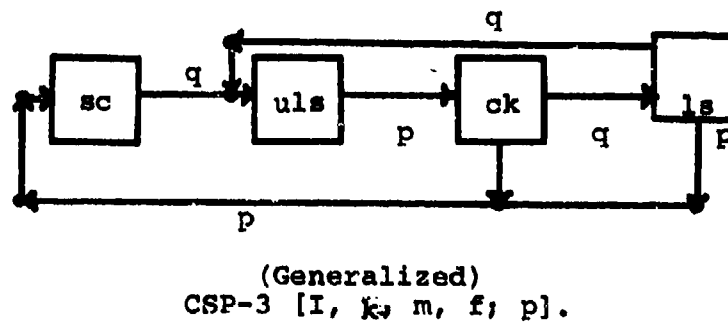 q
sc
q
uls
p
ck
q
ls
p
p
(Generalized)
CSP-3 [I, k, m, f; p].